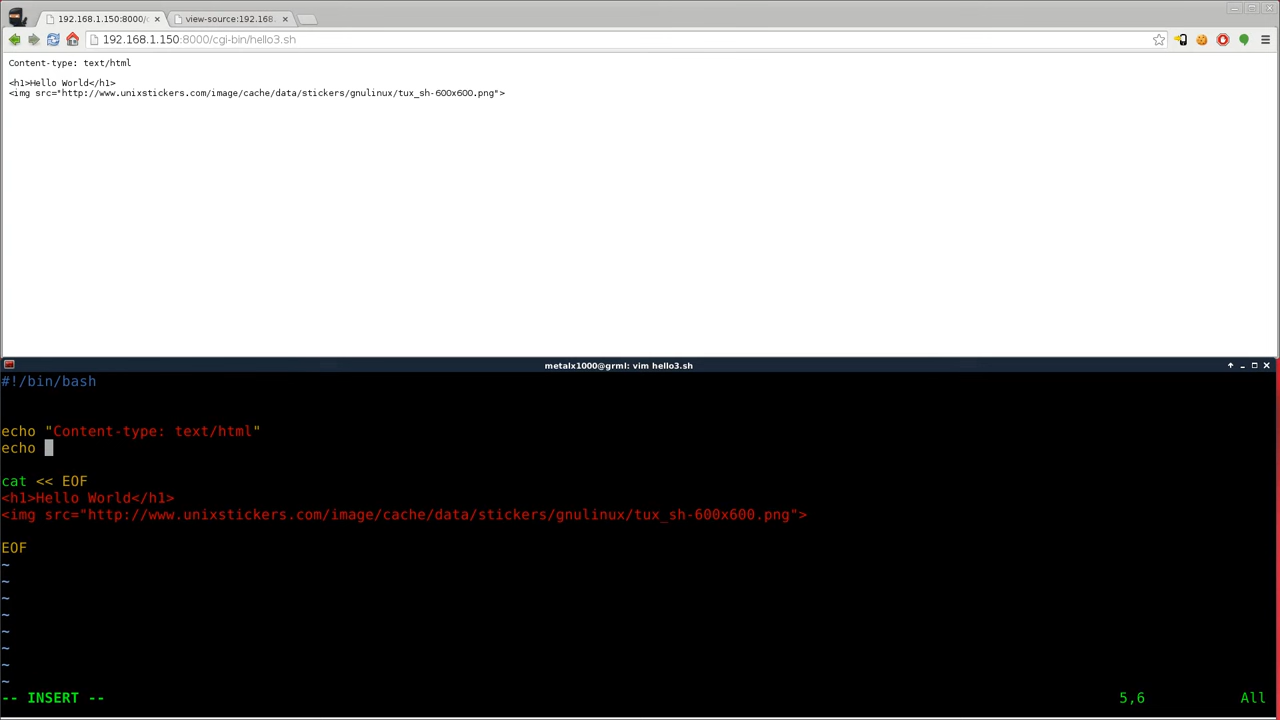 192.168.1.150:8000/c
view-source:192.168.
192.168.1.150:8000/cgi-bin/hello3.sh
Content-type: text/html
<h1>Hello World</h1>
<img src="http://www.unixstickers.com/image/cache/data/stickers/gnulinux/tux_sh-600x600.png">
metalx1000@grml: vim hello3.sh
#!/bin/bash
echo "Content-type: text/html"
echo
cat << EOF
<h1>Hello World</h1>
<img src="http://www.unixstickers.com/image/cache/data/stickers/gnulinux/tux_sh-600x600.png">
EOF
~
~
~
~
~
~
~
~
-- INSERT -- 5,6 All